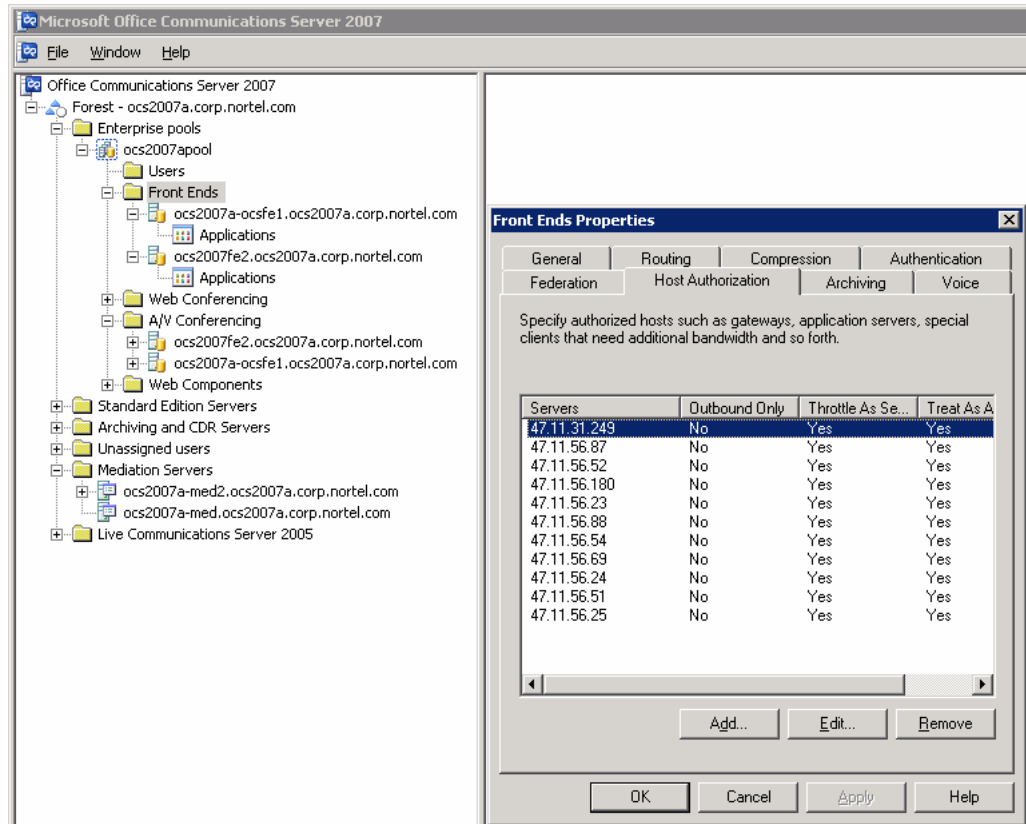 Microsoft Office Communications Server 2007
File Window Help
Office Communications Server 2007
Forest - ocs2007a.corp.nortel.com
Enterprise pools
ocs2007apool
Users
Front Ends
ocs2007a-ocsfe1.ocs2007a.corp.nortel.com
Applications
ocs2007fe2.ocs2007a.corp.nortel.com
Applications
Web Conferencing
A/V Conferencing
ocs2007fe2.ocs2007a.corp.nortel.com
ocs2007a-ocsfe1.ocs2007a.corp.nortel.com
Web Components
Standard Edition Servers
Archiving and CDR Servers
Unassigned users
Mediation Servers
ocs2007a-med2.ocs2007a.corp.nortel.com
ocs2007a-med.ocs2007a.corp.nortel.com
Live Communications Server 2005
Front Ends Properties
General Routing Compression Authentication
Federation Host Authorization Archiving Voice
Specify authorized hosts such as gateways, application servers, special
clients that need additional bandwidth and so forth.
Servers Outbound Only Throttle As Se... Treat As A
47.11.31.249 No Yes Yes
47.11.56.87 No Yes Yes
47.11.56.52 No Yes Yes
47.11.56.180 No Yes Yes
47.11.56.23 No Yes Yes
47.11.56.88 No Yes Yes
47.11.56.54 No Yes Yes
47.11.56.69 No Yes Yes
47.11.56.24 No Yes Yes
47.11.56.51 No Yes Yes
47.11.56.25 No Yes Yes
Add... Edit... Remove
OK Cancel Apply Help